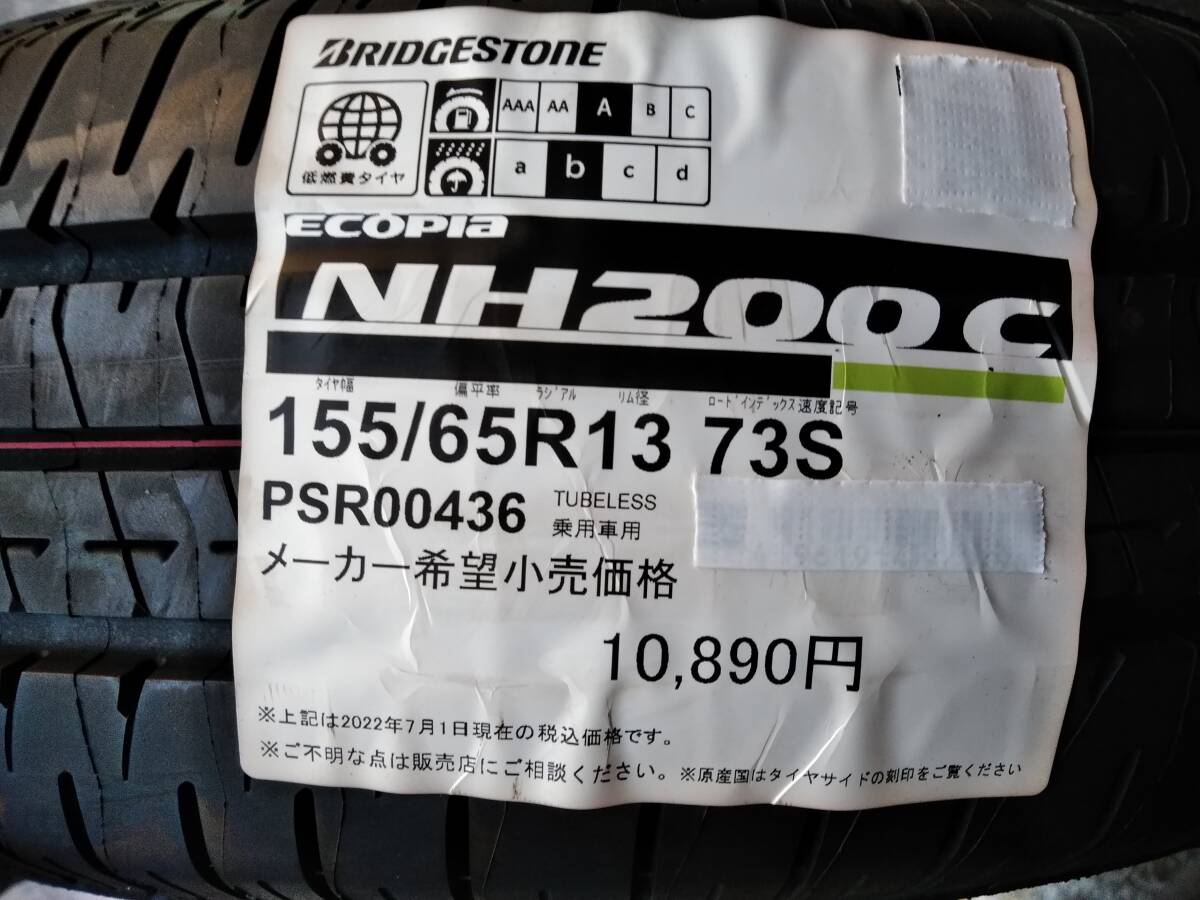 BRIDGESTONE
低燃費タイヤ
AAA AA A B C
a b c d
ECOPIA
NH200 C
タイヤ幅 偏平率 ラジアル リム径 ロードインデックス 速度記号
155/65R13 73S
PSR00436 TUBELESS
乗用車用
メーカー希望小売価格
10,890円
※上記は2022年7月1日現在の税込価格です。
※ご不明な点は販売店にご相談ください。 ※原産国はタイヤサイドの刻印をご覧ください